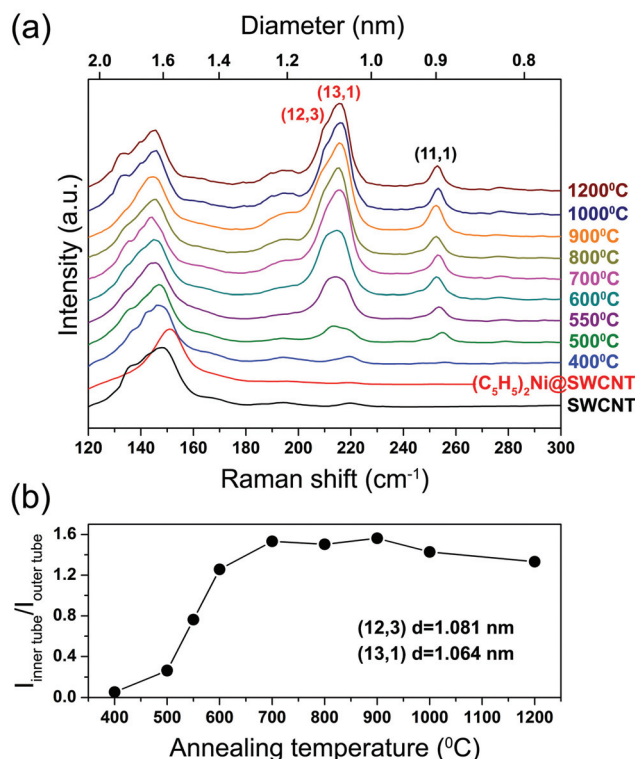 (a)
Diameter (nm)
2.0 1.8 1.6 1.4 1.2 1.0 0.9 0.8
(13,1)
(12,3)
(11,1)
Intensity (a.u.)
1200⁰C
1000⁰C
900⁰C
800⁰C
700⁰C
600⁰C
550⁰C
500⁰C
400⁰C
(C₅H₅)₂Ni@SWCNT
SWCNT
120 140 160 180 200 220 240 260 280 300
Raman shift (cm⁻¹)
(b)
I inner tube/I outer tube
1.6
1.2
0.8
0.4
0.0
(12,3) d=1.081 nm
(13,1) d=1.064 nm
400 500 600 700 800 900 1000 1100 1200
Annealing temperature (⁰C)